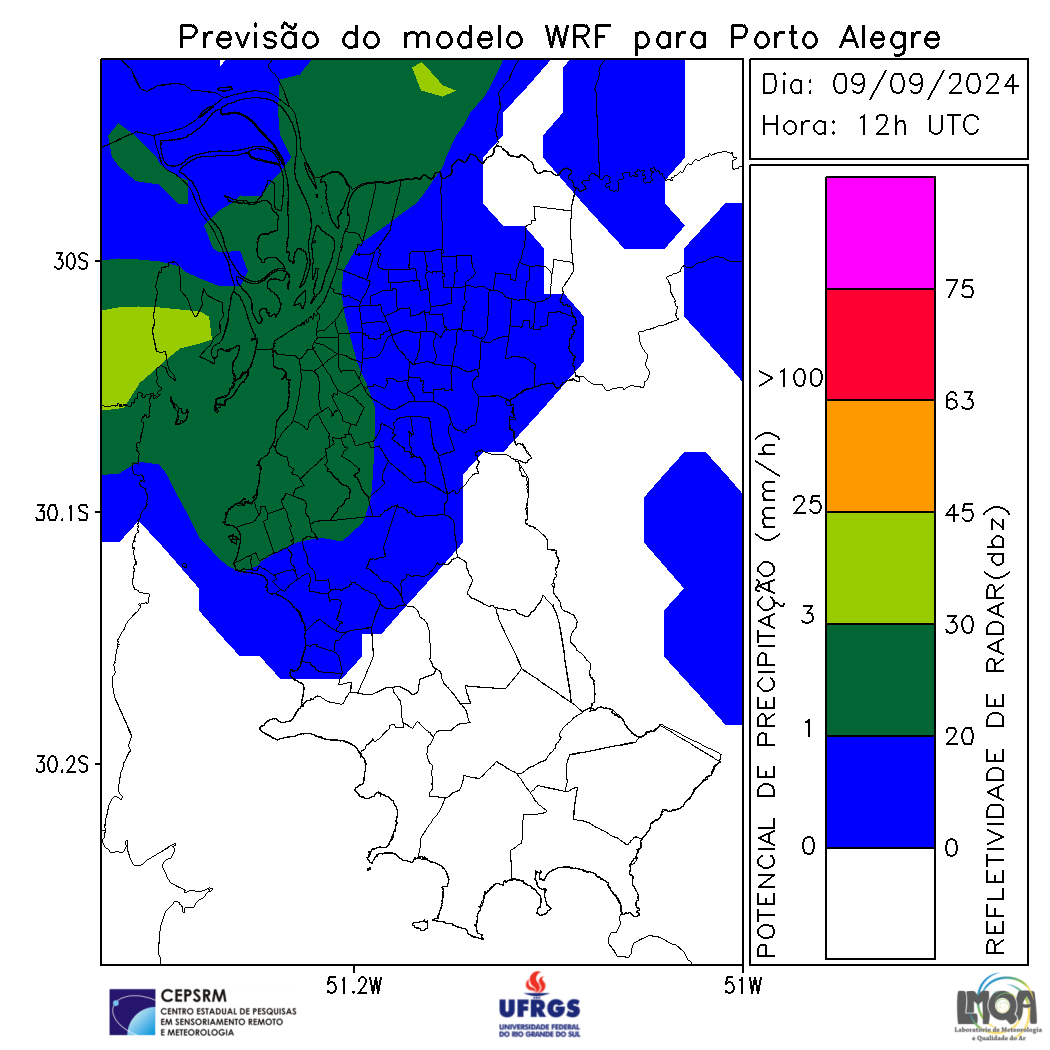 Previsão do modelo WRF para Porto Alegre
Dia: 09/09/2024
Hora: 12h UTC
30S
30.1S
30.2S
51.2W
51W
POTENCIAL DE PRECIPITAÇÃO (mm/h)
>100
25
3
1
0
75
63
45
30
20
0
REFLETIVIDADE DE RADAR(dbz)
CEPSRM
CENTRO ESTADUAL DE PESQUISAS
EM SENSORIAMENTO REMOTO
E METEOROLOGIA
UFRGS
UNIVERSIDADE FEDERAL
DO RIO GRANDE DO SUL
LMQA
Laboratório de Meteorologia
e Qualidade do Ar